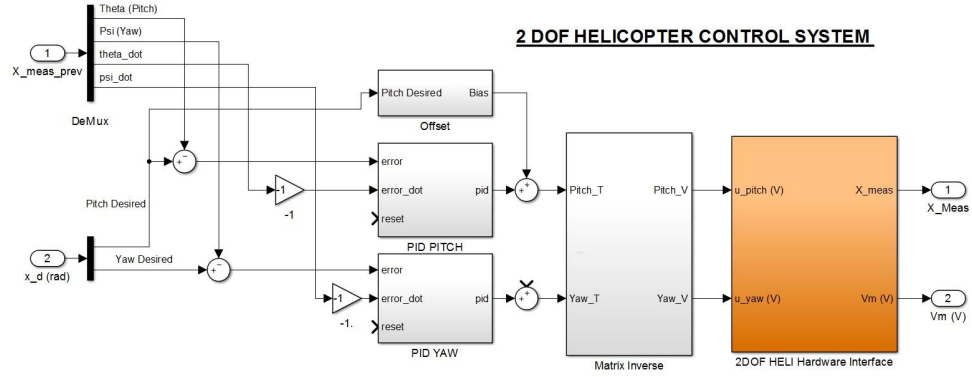 2 DOF HELICOPTER CONTROL SYSTEM
Theta (Pitch)
Psi (Yaw)
theta_dot
psi_dot
1
X_meas_prev
DeMux
Pitch Desired
Bias
Offset
+
−
error
error_dot
pid
reset
PID PITCH
-1
-1
+
+
Pitch Desired
2
x_d (rad)
Yaw Desired
+
−
error
error_dot
pid
reset
PID YAW
-1
-1.
+
+
Pitch_T
Pitch_V
Yaw_T
Yaw_V
Matrix Inverse
u_pitch (V)
X_meas
u_yaw (V)
Vm (V)
2DOF HELI Hardware Interface
1
X_Meas
2
Vm (V)